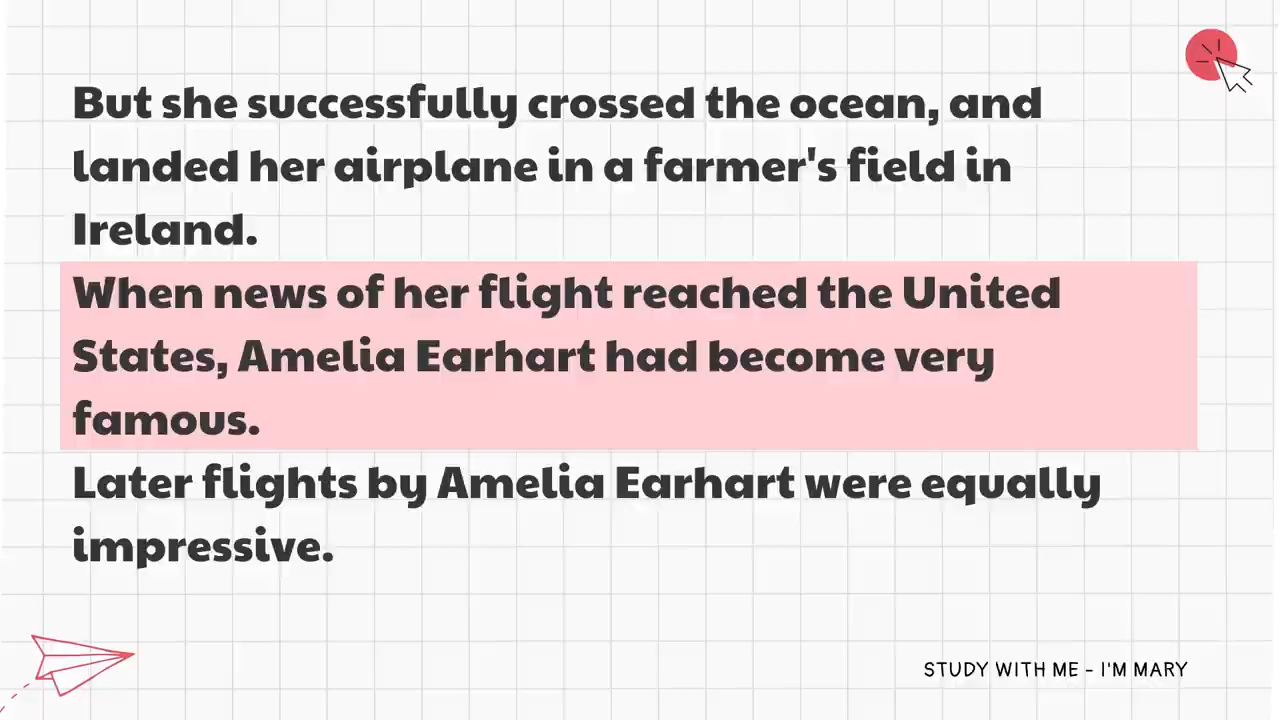 But she successfully crossed the ocean, and
landed her airplane in a farmer's field in
Ireland.
When news of her flight reached the United
States, Amelia Earhart had become very
famous.
Later flights by Amelia Earhart were equally
impressive.
STUDY WITH ME - I'M MARY